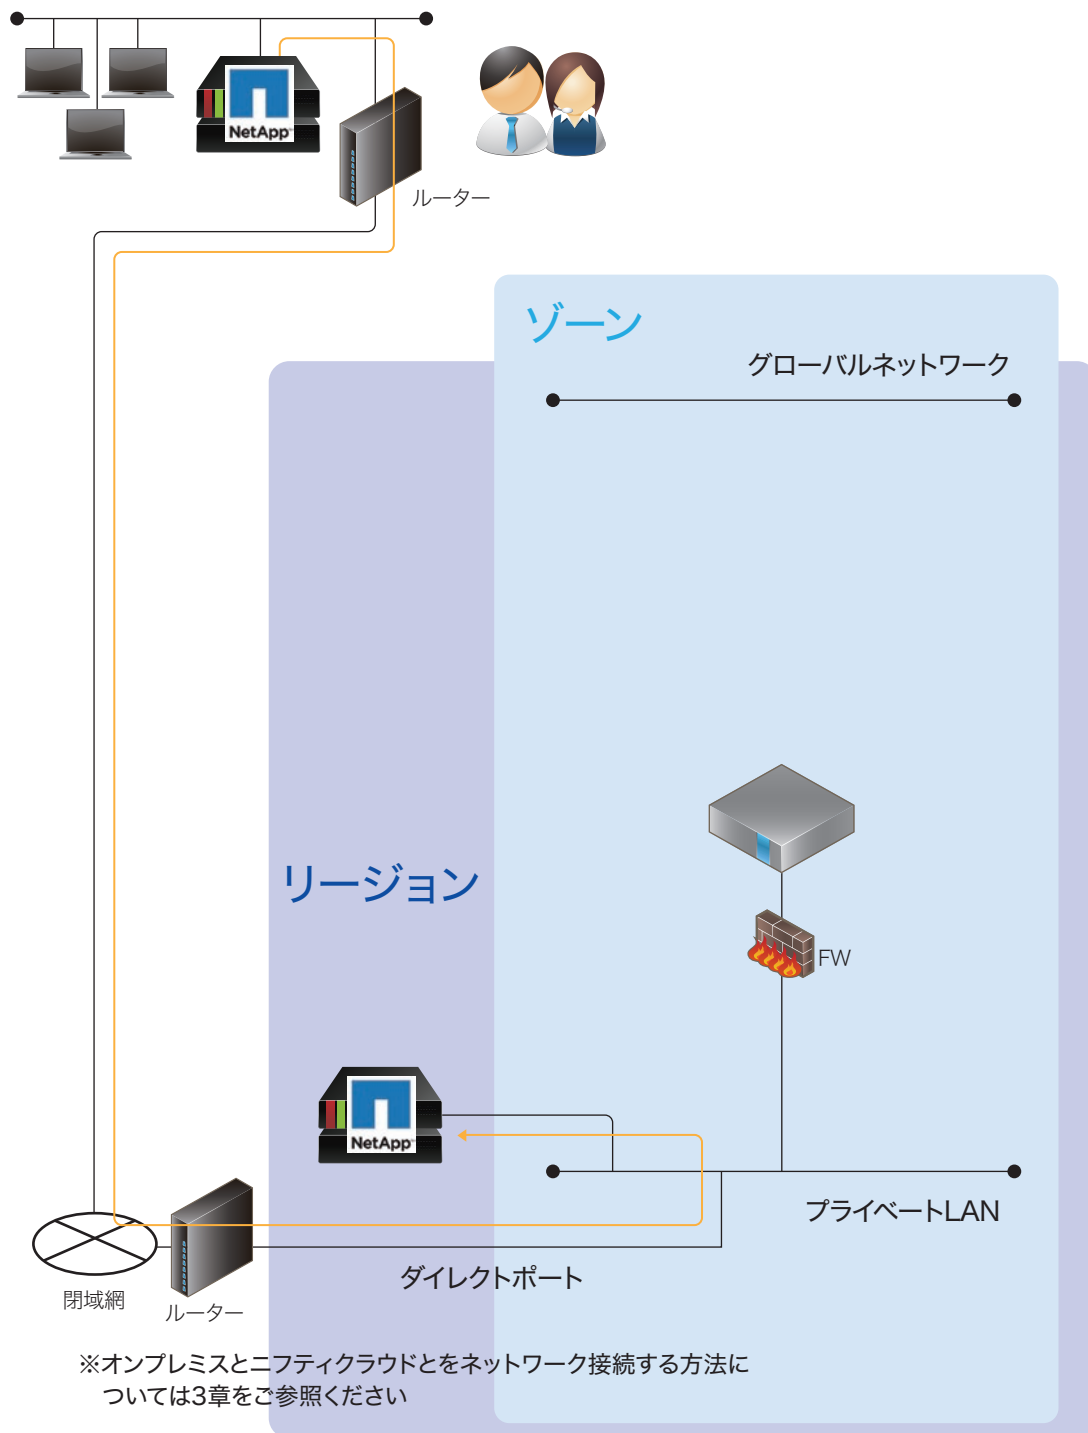 NetApp
ルーター
ゾーン
グローバルネットワーク
リージョン
FW
NetApp
プライベートLAN
ダイレクトポート
閉域網
ルーター
※オンプレミスとニフティクラウドとをネットワーク接続する方法に
ついては3章をご参照ください